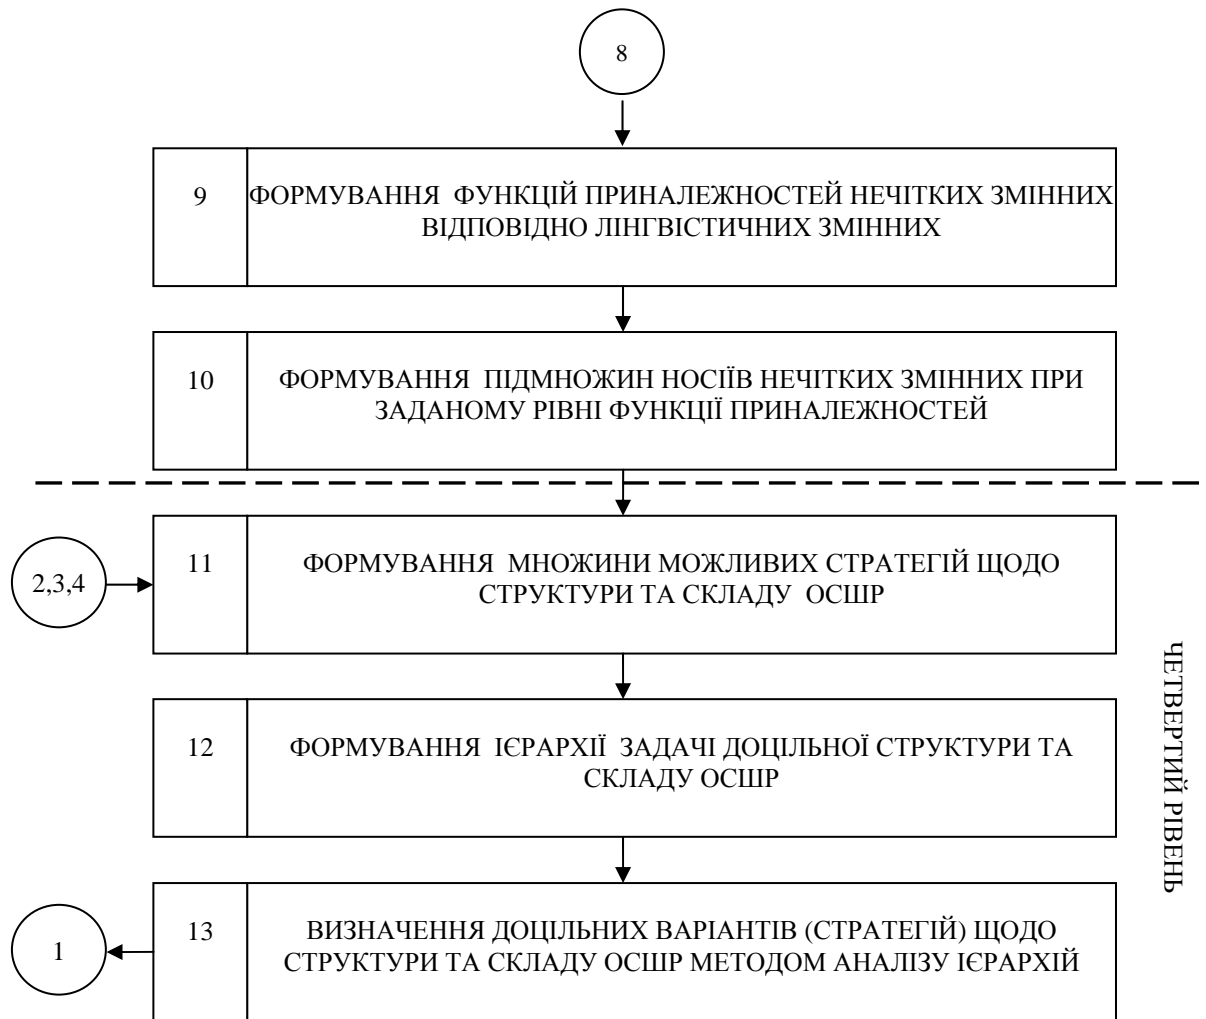 8
9
ФОРМУВАННЯ ФУНКЦІЙ ПРИНАЛЕЖНОСТЕЙ НЕЧІТКИХ ЗМІННИХ
ВІДПОВІДНО ЛІНГВІСТИЧНИХ ЗМІННИХ
10
ФОРМУВАННЯ ПІДМНОЖИН НОСІЇВ НЕЧІТКИХ ЗМІННИХ ПРИ
ЗАДАНОМУ РІВНІ ФУНКЦІЇ ПРИНАЛЕЖНОСТЕЙ
2,3,4
11
ФОРМУВАННЯ МНОЖИНИ МОЖЛИВИХ СТРАТЕГІЙ ЩОДО
СТРУКТУРИ ТА СКЛАДУ ОСШР
12
ФОРМУВАННЯ ІЄРАРХІЇ ЗАДАЧІ ДОЦІЛЬНОЇ СТРУКТУРИ ТА
СКЛАДУ ОСШР
ЧЕТВЕРТИЙ РІВЕНЬ
1
13
ВИЗНАЧЕННЯ ДОЦІЛЬНИХ ВАРІАНТІВ (СТРАТЕГІЙ) ЩОДО
СТРУКТУРИ ТА СКЛАДУ ОСШР МЕТОДОМ АНАЛІЗУ ІЄРАРХІЙ